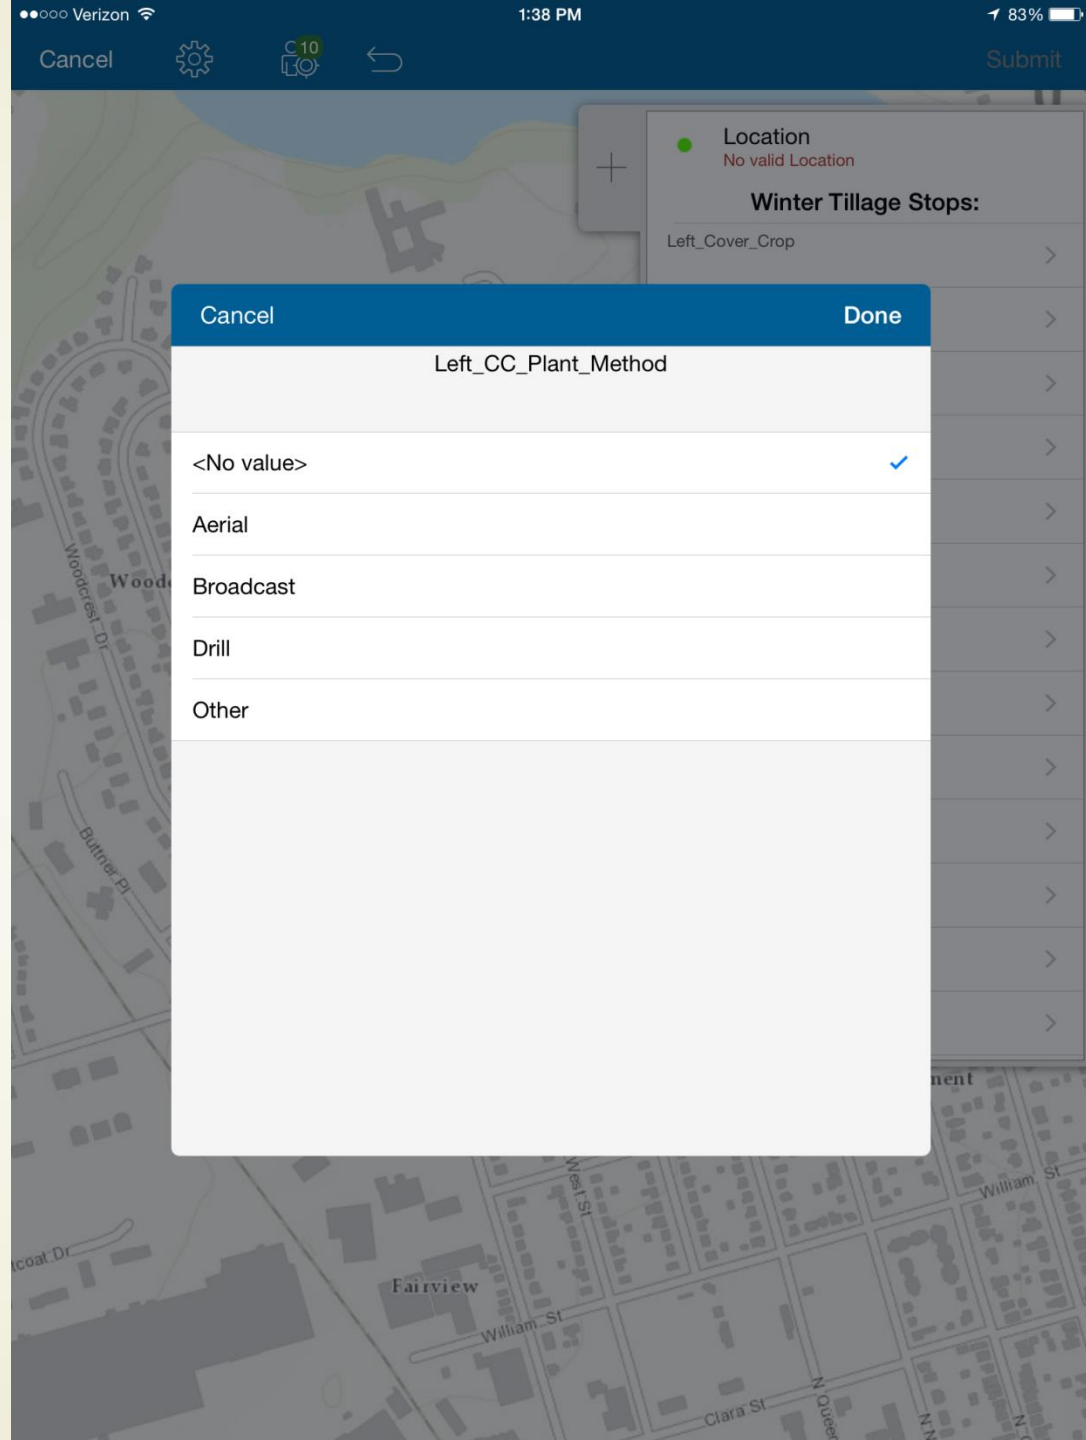 Verizon
1:38 PM
83%
Cancel
10
Submit
Location
No valid Location
Winter Tillage Stops:
Left_Cover_Crop
Cancel
Done
Left_CC_Plant_Method
<No value>
Aerial
Broadcast
Drill
Other
Woodcrest Dr
Buttner Pl
William St
West St
Fairview
William St
Clara St